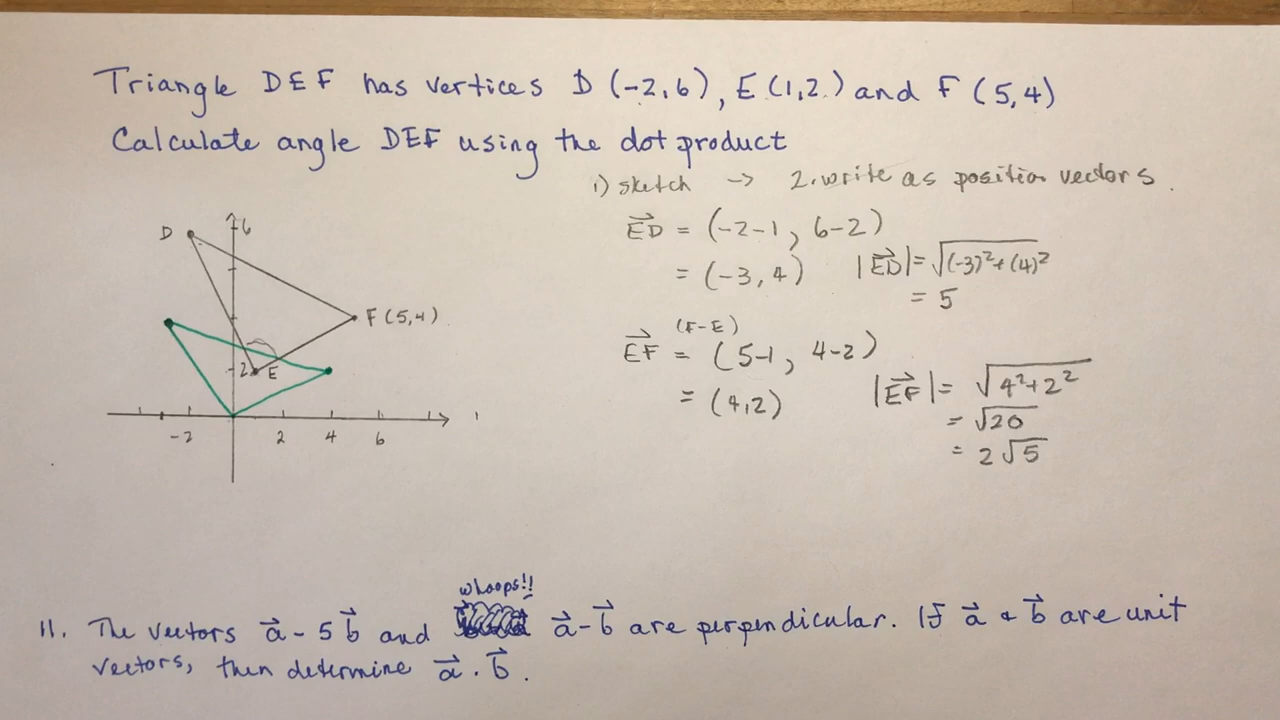 Triangle DEF has vertices D (-2,6), E (1,2) and F (5,4)
Calculate angle DEF using the dot product
1) sketch → 2. write as position vectors.
D
6
F (5,4)
2
E
-2 2 4 6
ED = (-2-1, 6-2)
= (-3,4) |ED| = √(-3)²+(4)²
= 5
(F-E)
EF = (5-1, 4-2)
= (4,2) |EF| = √4²+2²
= √20
= 2√5
whoops!!
11. The vectors a⃗ - 5b⃗ and a⃗-b⃗ are perpendicular. If a⃗ & b⃗ are unit
vectors, then determine a⃗ · b⃗.